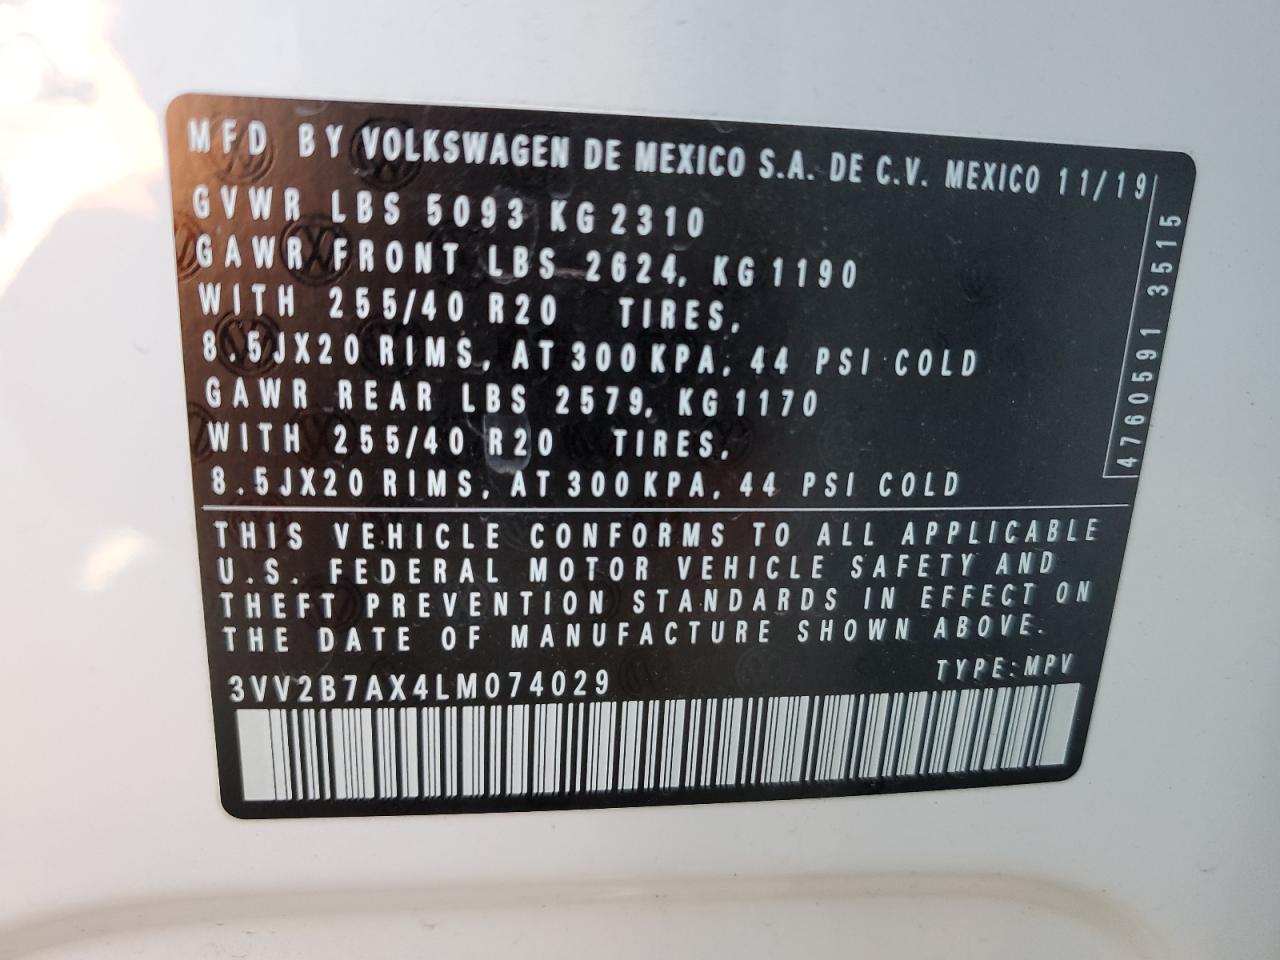 MFD BY VOLKSWAGEN DE MEXICO S.A. DE C.V. MEXICO 11/19
GVWR LBS 5093 KG 2310
GAWR FRONT LBS 2624, KG 1190
WITH 255/40 R20 TIRES,
8.5JX20 RIMS, AT 300 KPA, 44 PSI COLD
GAWR REAR LBS 2579, KG 1170
WITH 255/40 R20 TIRES,
8.5JX20 RIMS, AT 300 KPA, 44 PSI COLD
4760591 3515
THIS VEHICLE CONFORMS TO ALL APPLICABLE
U.S. FEDERAL MOTOR VEHICLE SAFETY AND
THEFT PREVENTION STANDARDS IN EFFECT ON
THE DATE OF MANUFACTURE SHOWN ABOVE.
3VV2B7AX4LM074029 TYPE: MPV